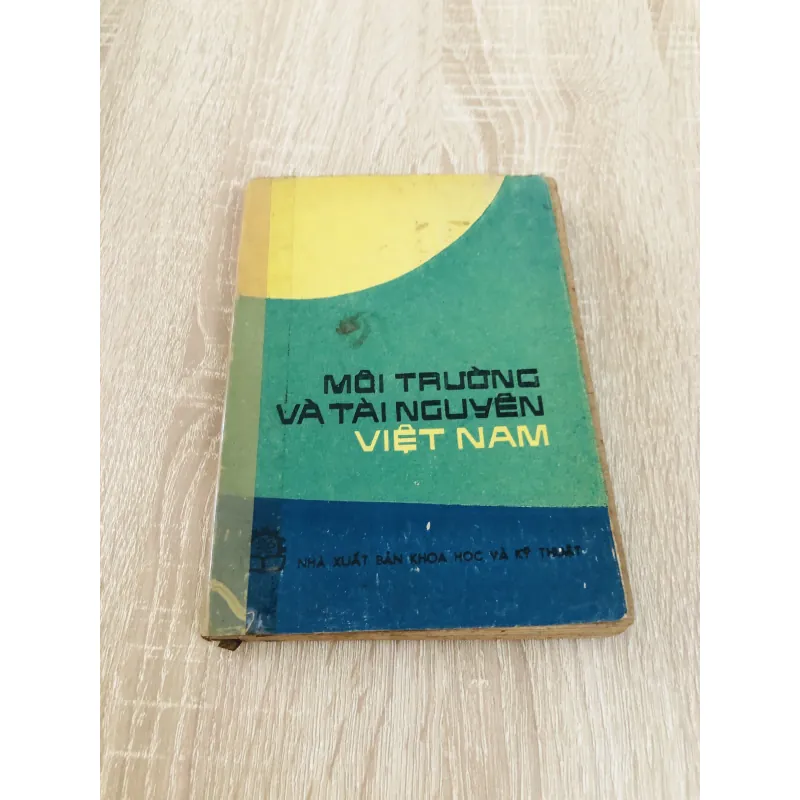 MÔI TRƯỜNG
VÀ TÀI NGUYÊN
VIỆT NAM
NHÀ XUẤT BẢN KHOA HỌC VÀ KỸ THUẬT